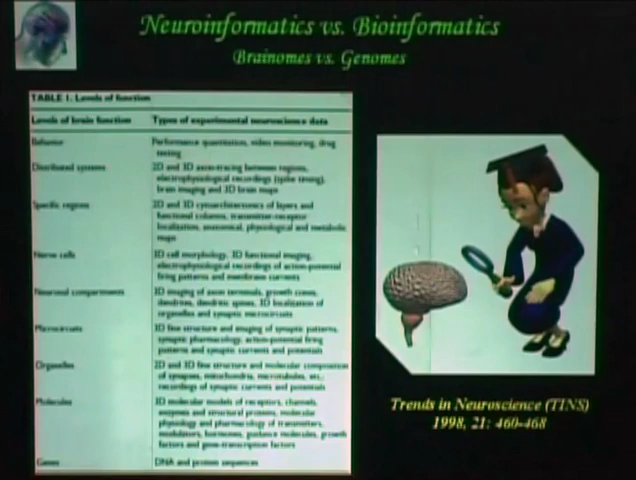 Neuroinformatics vs. Bioinformatics
Brainomes vs. Genomes
TABLE 1. Levels of function
Levels of brain function Types of experimental neuroscience data
Behavior Performance quantitation, video monitoring, drug
testing
Distributed systems 2D and 3D axon-tracing between regions,
electrophysiological recordings (spike timing),
brain imaging and 3D brain maps
Specific regions 2D and 3D cytoarchitectonics of layers and
functional columns, transmitter-receptor
localization, anatomical, physiological and metabolic
maps
Nerve cells 3D cell morphology, 3D functional imaging,
electrophysiological recordings of action-potential
firing patterns and membrane currents
Neuronal compartments 3D imaging of axon terminals, growth cones,
dendrites, dendritic spines, 3D localization of
organelles and synaptic microcircuits
Microcircuits 3D fine structure and imaging of synaptic patterns,
synaptic pharmacology, action-potential firing
patterns and synaptic currents and potentials
Organelles 2D and 3D fine structure and molecular composition
of synapses, mitochondria, microtubules, etc.,
recordings of synaptic currents and potentials
Molecules 3D molecular models of receptors, channels,
enzymes and structural proteins, molecular
physiology and pharmacology of transmitters,
modulators, hormones, guidance molecules, growth
factors and gene-transcription factors
Genes DNA and protein sequences
Trends in Neuroscience (TINS)
1998, 21: 460-468